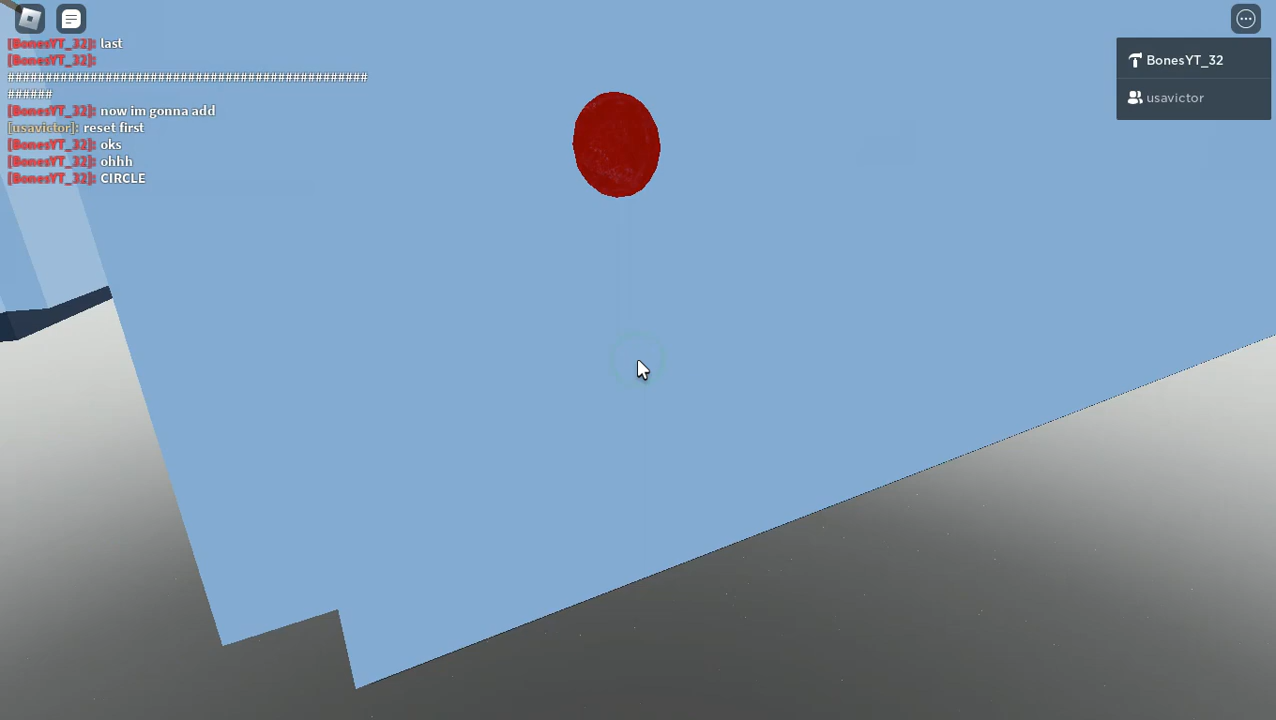 [BonesYT_32]: last
[BonesYT_32]:
################################################
######
[BonesYT_32]: now im gonna add
[usavictor]: reset first
[BonesYT_32]: oks
[BonesYT_32]: ohhh
[BonesYT_32]: CIRCLE
BonesYT_32
usavictor